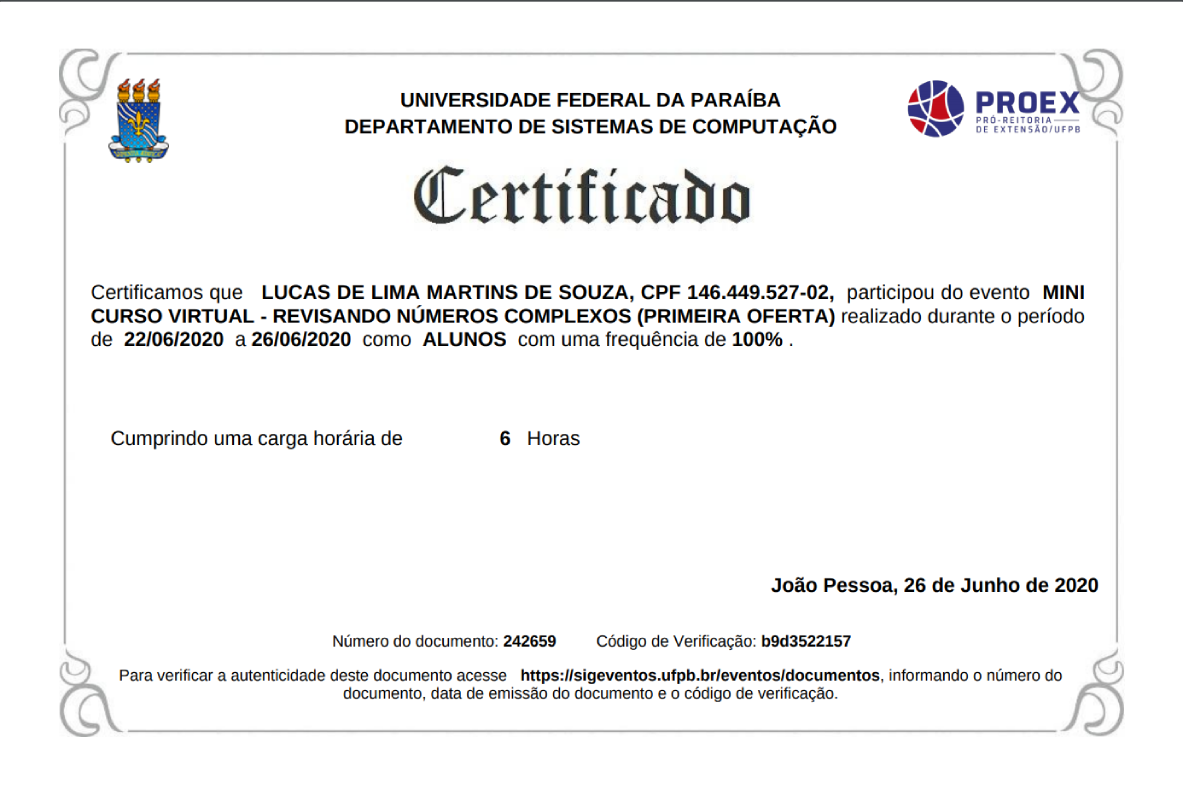 UNIVERSIDADE FEDERAL DA PARAÍBA
DEPARTAMENTO DE SISTEMAS DE COMPUTAÇÃO
PROEX
PRÓ-REITORIA
DE EXTENSÃO/UFPB
Certificado
Certificamos que LUCAS DE LIMA MARTINS DE SOUZA, CPF 146.449.527-02, participou do evento MINI
CURSO VIRTUAL - REVISANDO NÚMEROS COMPLEXOS (PRIMEIRA OFERTA) realizado durante o período
de 22/06/2020 a 26/06/2020 como ALUNOS com uma frequência de 100% .
Cumprindo uma carga horária de 6 Horas
João Pessoa, 26 de Junho de 2020
Número do documento: 242659 Código de Verificação: b9d3522157
Para verificar a autenticidade deste documento acesse https://sigeventos.ufpb.br/eventos/documentos, informando o número do
documento, data de emissão do documento e o código de verificação.